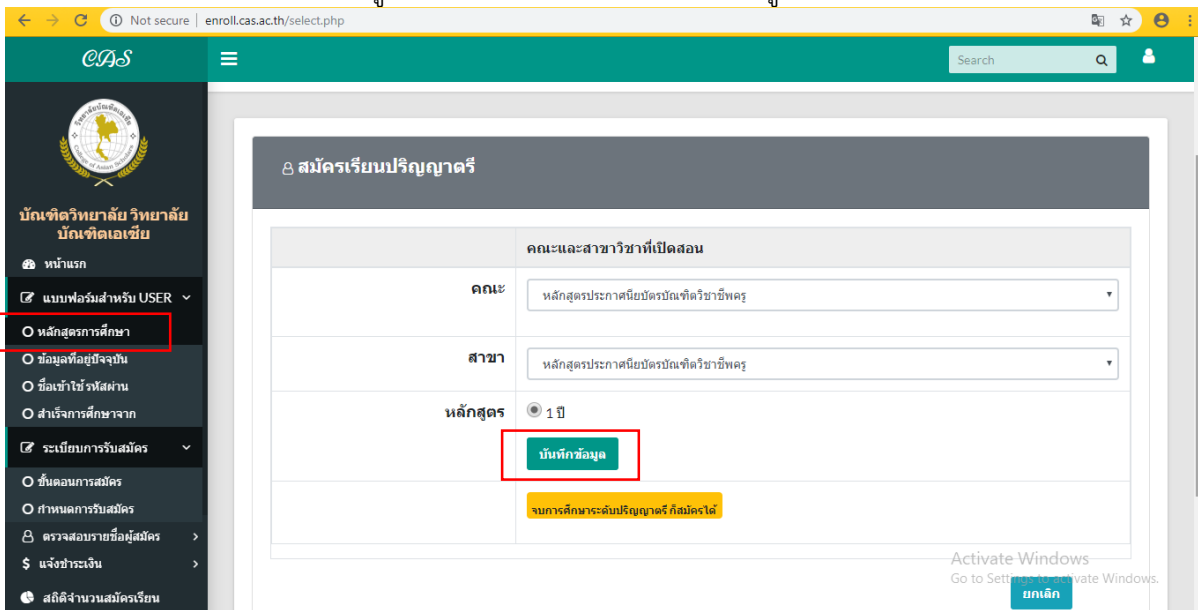 Not secure | enroll.cas.ac.th/select.php
CAS
Search
บัณฑิตวิทยาลัย วิทยาลัย
บัณฑิตเอเซีย
หน้าแรก
แบบฟอร์มสำหรับ USER
หลักสูตรการศึกษา
ข้อมูลที่อยู่ปัจจุบัน
ชื่อเข้าใช้ รหัสผ่าน
สำเร็จการศึกษาจาก
ระเบียบการรับสมัคร
ขั้นตอนการสมัคร
กำหนดการรับสมัคร
ตรวจสอบรายชื่อผู้สมัคร
$ แจ้งชำระเงิน
สถิติจำนวนสมัครเรียน
สมัครเรียนปริญญาตรี
คณะและสาขาวิชาที่เปิดสอน
คณะ
หลักสูตรประกาศนียบัตรบัณฑิตวิชาชีพครู
สาขา
หลักสูตรประกาศนียบัตรบัณฑิตวิชาชีพครู
หลักสูตร
1 ปี
บันทึกข้อมูล
จบการศึกษาระดับปริญญาตรี ก็สมัครได้
Activate Windows
Go to Settings to activate Windows.
ยกเลิก